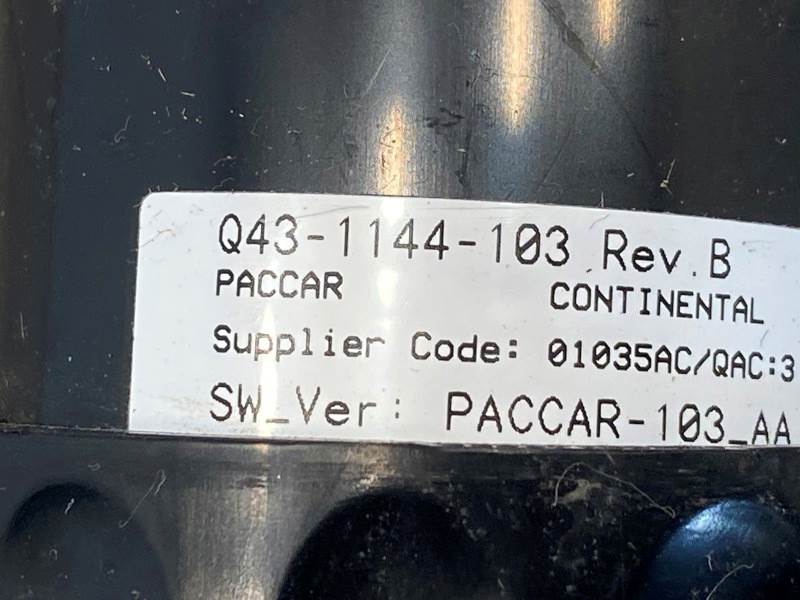 Q43-1144-103 Rev.B
PACCAR CONTINENTAL
Supplier Code: 01035AC/QAC:3
SW_Ver: PACCAR-103_AA